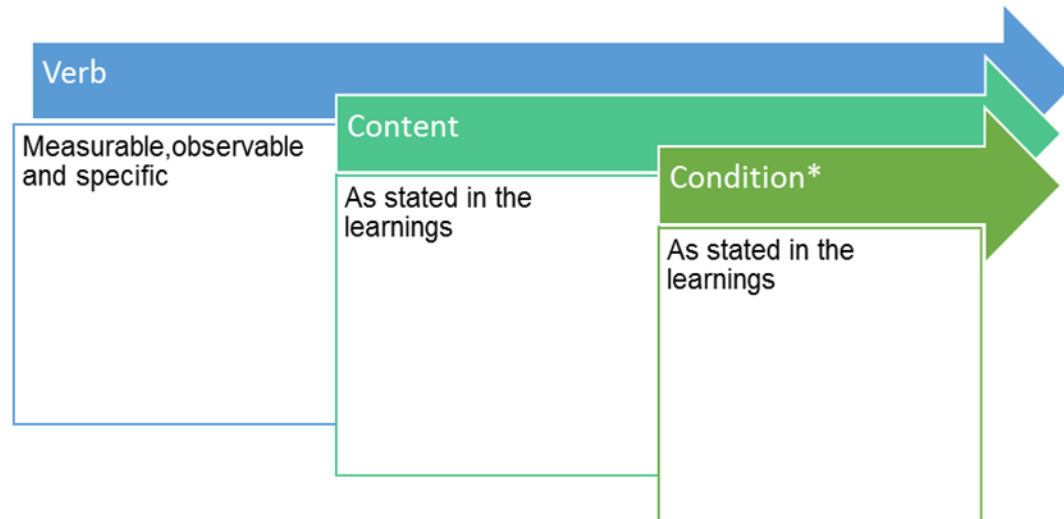 Verb
Measurable,observable
and specific
Content
As stated in the
learnings
Condition*
As stated in the
learnings